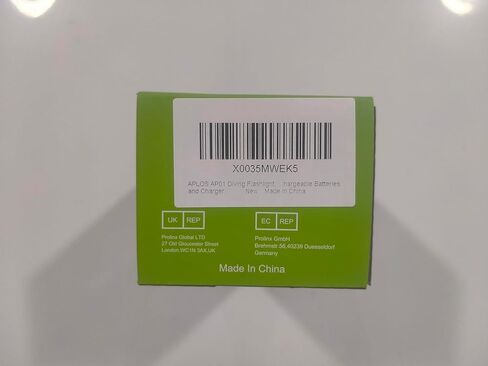 X0035MWEK5
APLOS AP01 Diving Flashlight, ...hargeable Batteries
and Charger New Made In China
UK REP EC REP
Prolinx Global LTD
27 Old Gloucester Street
London,WC1N 3AX,UK
Prolinx GmbH
Brehmstr 56,40239 Duesseldorf
Germany
Made In China